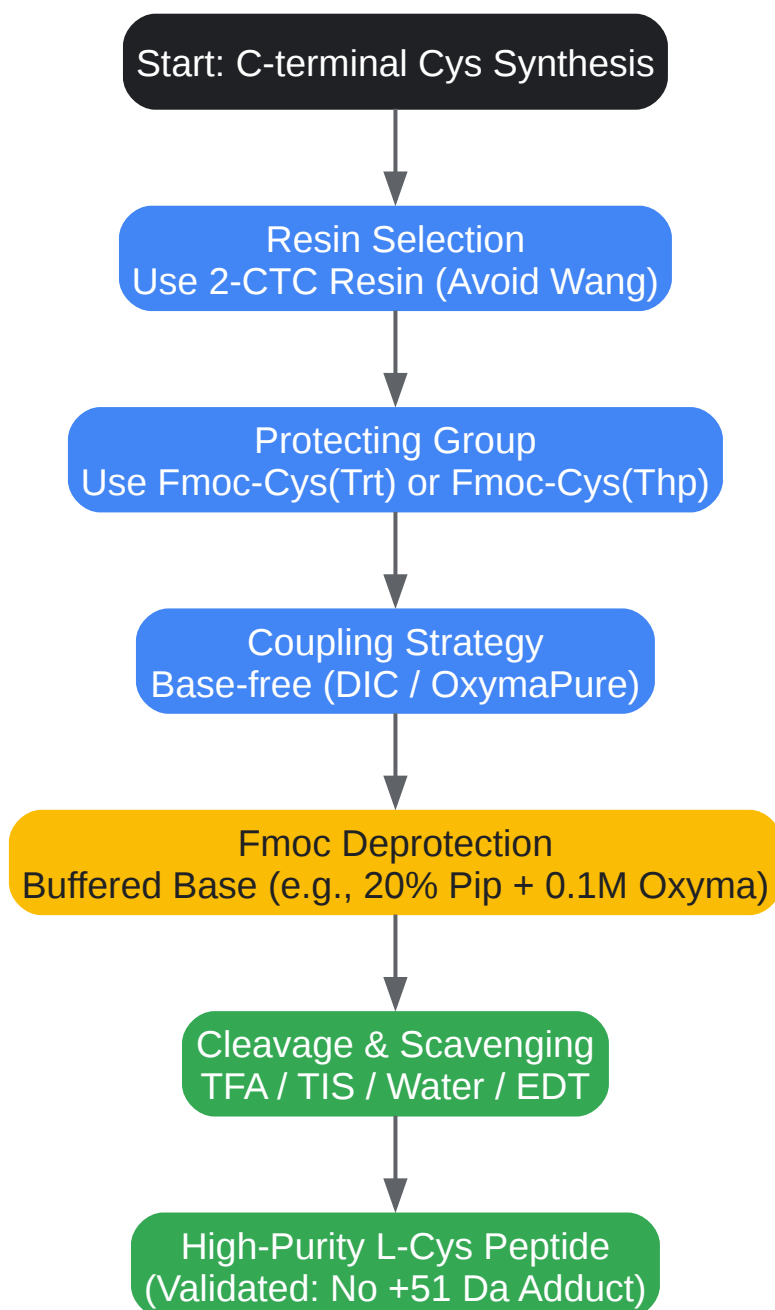 Start: C-terminal Cys Synthesis
Resin Selection
Use 2-CTC Resin (Avoid Wang)
Protecting Group
Use Fmoc-Cys(Trt) or Fmoc-Cys(Thp)
Coupling Strategy
Base-free (DIC / OxymaPure)
Fmoc Deprotection
Buffered Base (e.g., 20% Pip + 0.1M Oxyma)
Cleavage & Scavenging
TFA / TIS / Water / EDT
High-Purity L-Cys Peptide
(Validated: No +51 Da Adduct)